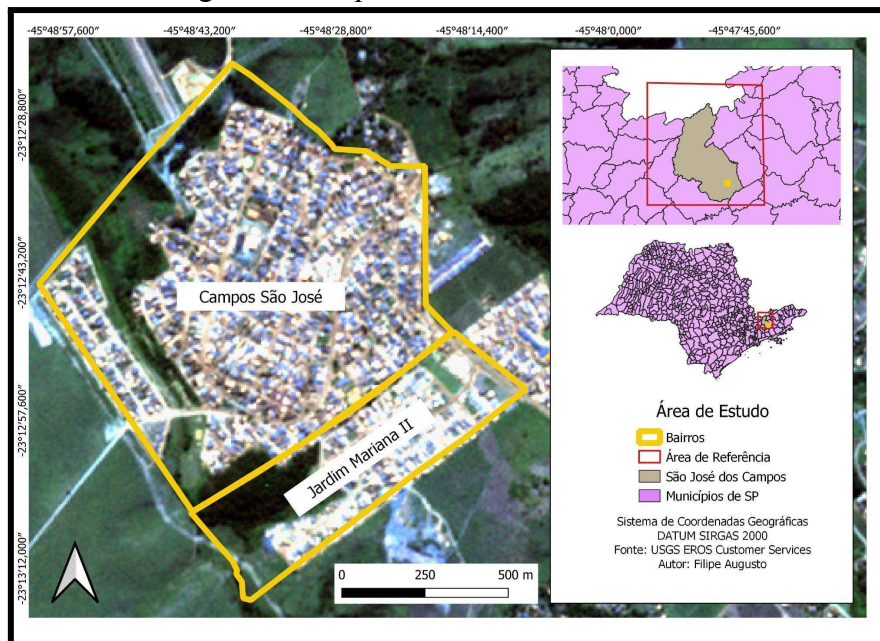 -45°48′57,600″ -45°48′43,200″ -45°48′28,800″ -45°48′14,400″ -45°48′0,000″ -45°47′45,600″
-23°12′28,800″
-23°12′43,200″
-23°12′57,600″
-23°13′12,000″
Campos São José
Jardim Mariana II
0 250 500 m
Área de Estudo
Bairros
Área de Referência
São José dos Campos
Municípios de SP
Sistema de Coordenadas Geográficas
DATUM SIRGAS 2000
Fonte: USGS EROS Customer Services
Autor: Filipe Augusto